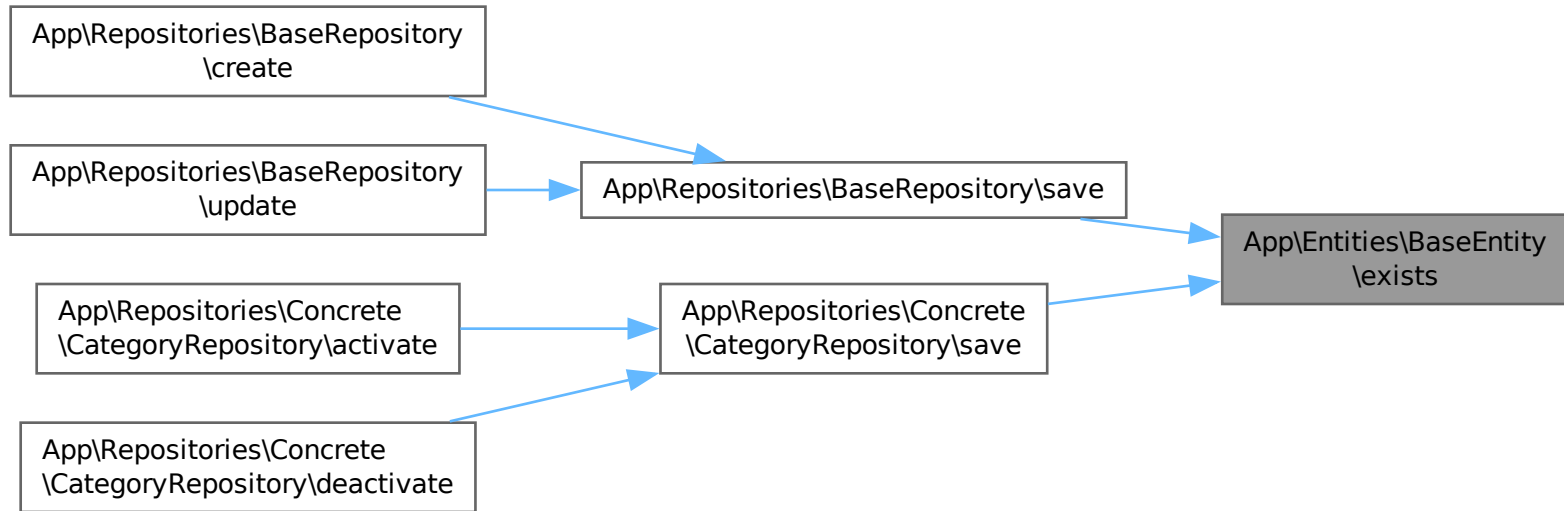 App\Repositories\BaseRepository
\create
App\Repositories\BaseRepository
\update
App\Repositories\BaseRepository\save
App\Entities\BaseEntity
\exists
App\Repositories\Concrete
\CategoryRepository\activate
App\Repositories\Concrete
\CategoryRepository\save
App\Repositories\Concrete
\CategoryRepository\deactivate